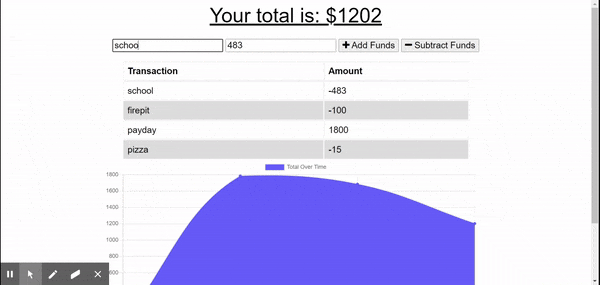 Your total is: $1202
schoo 483 + Add Funds − Subtract Funds
Transaction Amount
school -483
firepit -100
payday 1800
pizza -15
Total Over Time
1800
1600
1400
1200
1000
800
600